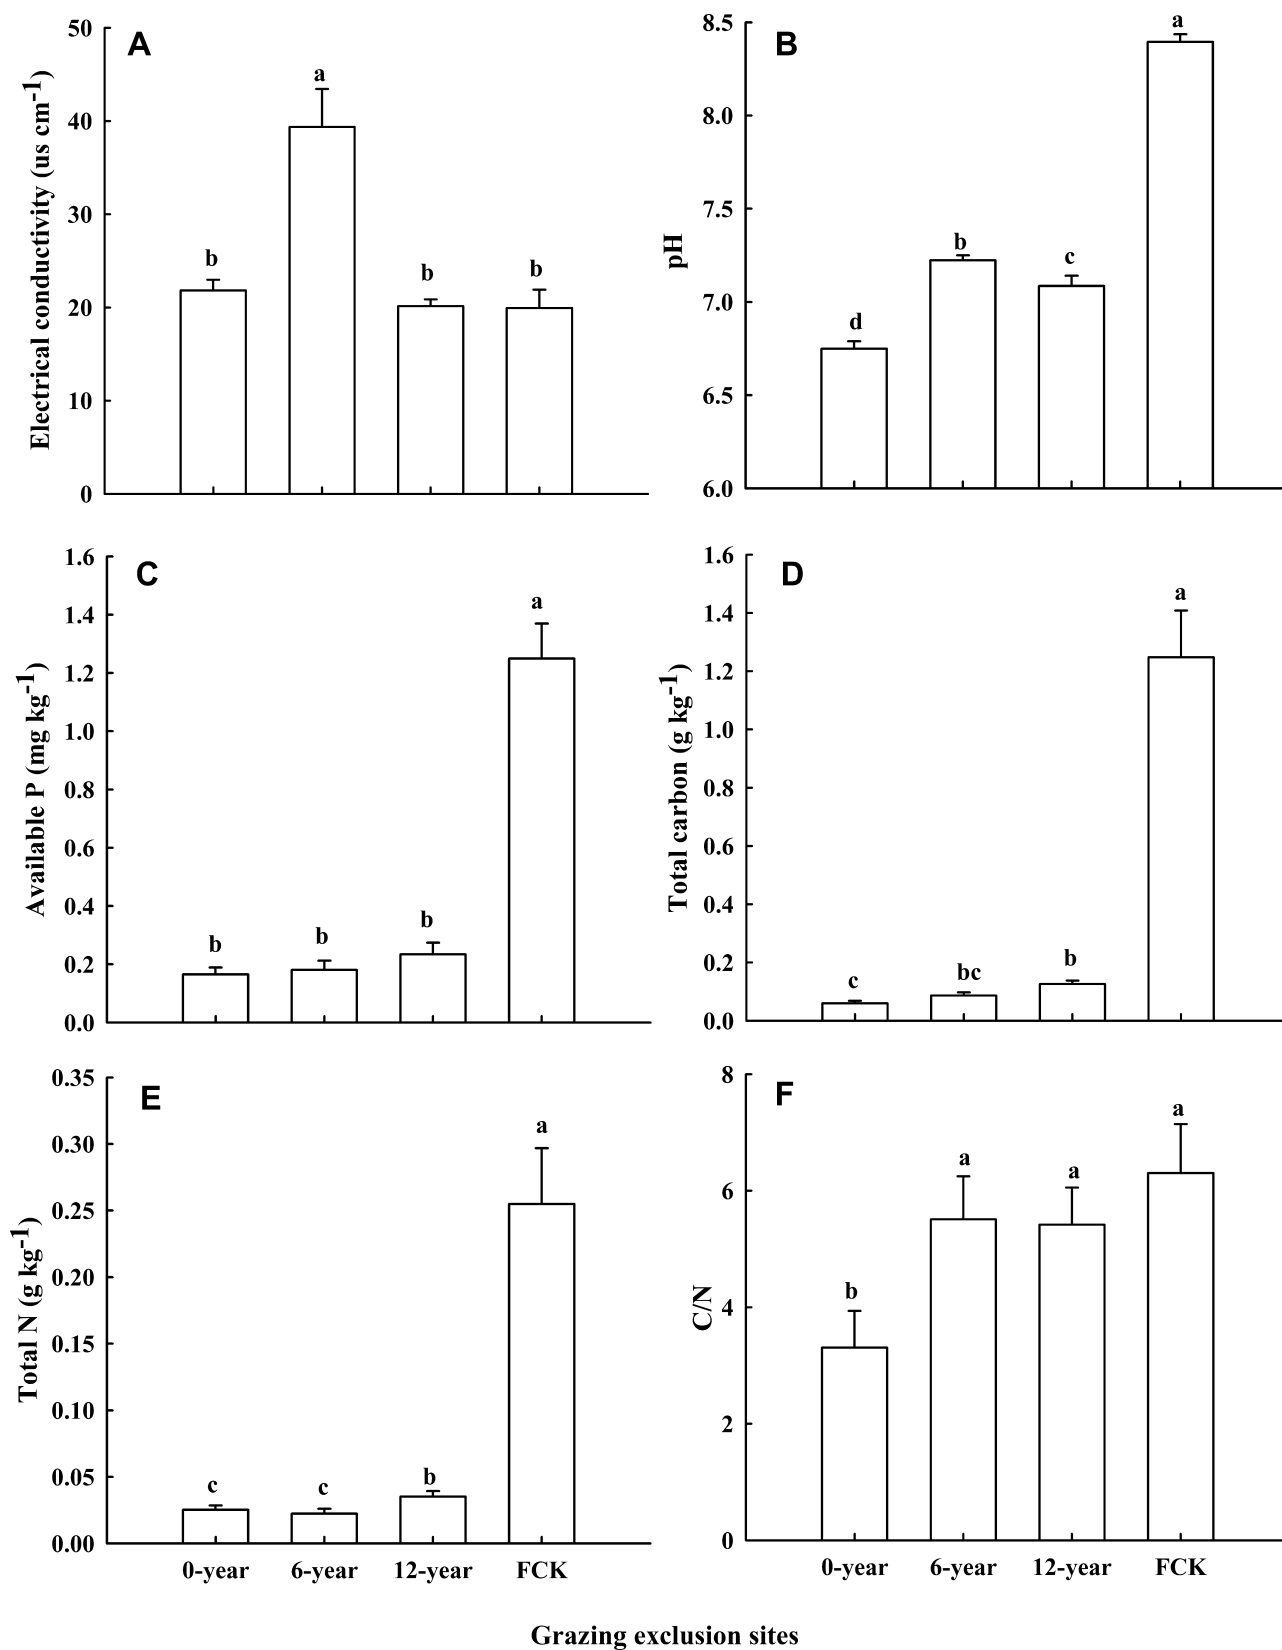 A
Electrical conductivity (us cm-1)
50
40
30
20
10
0
b
a
b
b
B
pH
8.5
8.0
7.5
7.0
6.5
6.0
d
b
c
a
C
Available P (mg kg-1)
1.6
1.4
1.2
1.0
0.8
0.6
0.4
0.2
0.0
b
b
b
a
D
Total carbon (g kg-1)
1.6
1.4
1.2
1.0
0.8
0.6
0.4
0.2
0.0
c
bc
b
a
E
Total N (g kg-1)
0.35
0.30
0.25
0.20
0.15
0.10
0.05
0.00
c
c
b
a
0-year 6-year 12-year FCK
F
C/N
8
6
4
2
0
b
a
a
a
0-year 6-year 12-year FCK
Grazing exclusion sites